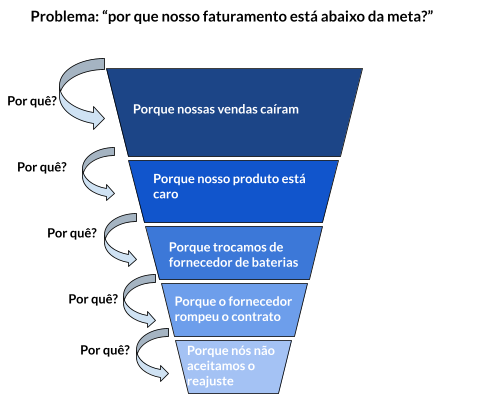 Problema: “por que nosso faturamento está abaixo da meta?”
Por quê?
Porque nossas vendas caíram
Por quê?
Porque nosso produto está
caro
Por quê?
Porque trocamos de
fornecedor de baterias
Por quê?
Porque o fornecedor
rompeu o contrato
Por quê?
Porque nós não
aceitamos o
reajuste